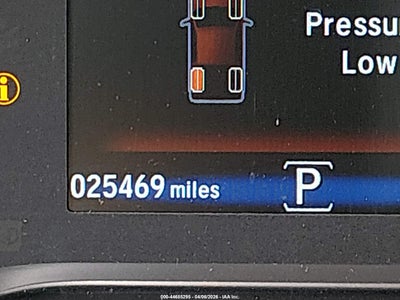 Pressu
Low
025469 miles
P
000-44655295 - 04/09/2026 - IAA Inc.